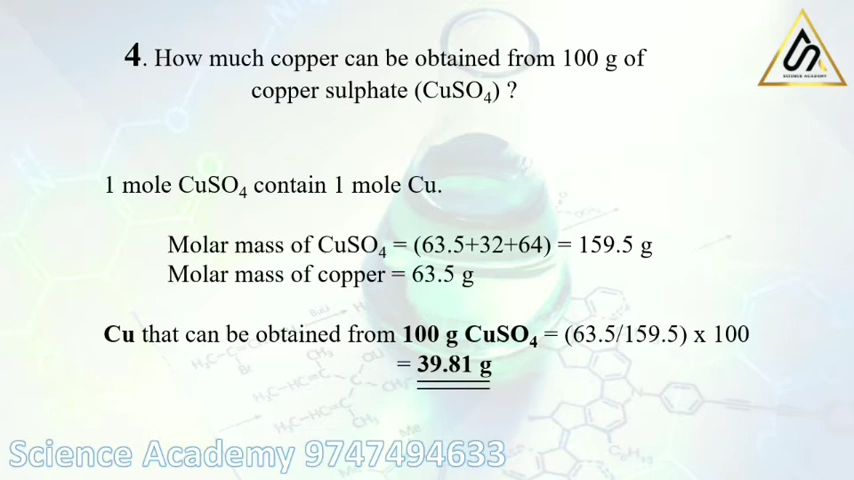 4. How much copper can be obtained from 100 g of
copper sulphate (CuSO₄) ?
SCIENCE ACADEMY
1 mole CuSO₄ contain 1 mole Cu.
Molar mass of CuSO₄ = (63.5+32+64) = 159.5 g
Molar mass of copper = 63.5 g
Cu that can be obtained from 100 g CuSO₄ = (63.5/159.5) x 100
= 39.81 g
Science Academy 9747494633